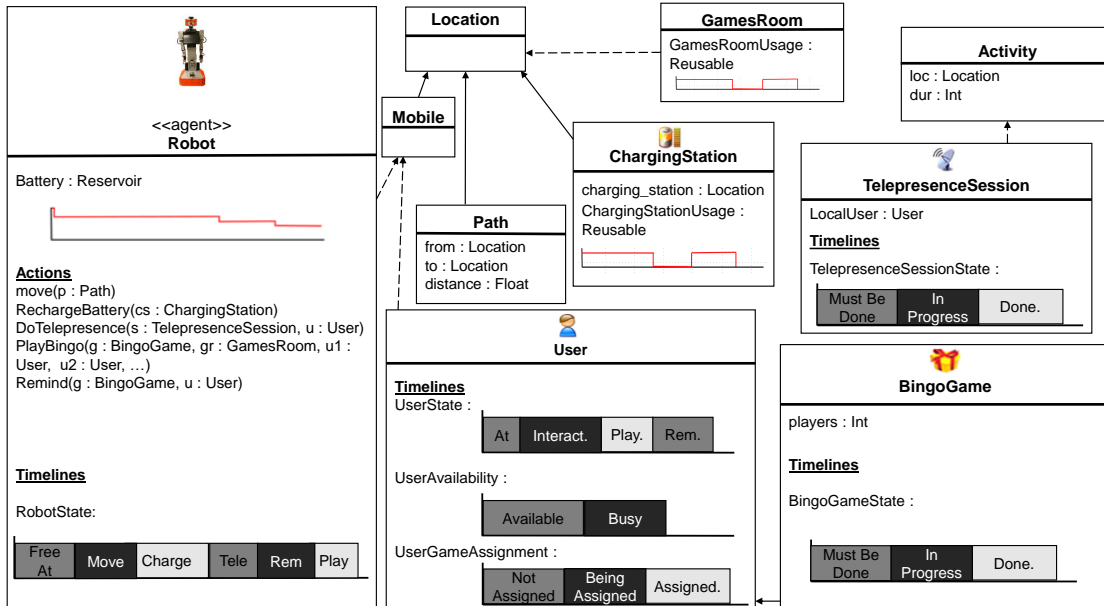 <<agent>>
Robot
Battery : Reservoir
Actions
move(p : Path)
RechargeBattery(cs : ChargingStation)
DoTelepresence(s : TelepresenceSession, u : User)
PlayBingo(g : BingoGame, gr : GamesRoom, u1 :
User,  u2 : User, …)
Remind(g : BingoGame, u : User)
Timelines
RobotState:
Free
At
Move
Charge
Tele
Rem
Play
Location
Mobile
Path
from : Location
to : Location
distance : Float
GamesRoom
GamesRoomUsage :
Reusable
ChargingStation
charging_station : Location
ChargingStationUsage :
Reusable
User
Timelines
UserState :
At
Interact.
Play.
Rem.
UserAvailability :
Available
Busy
UserGameAssignment :
Not
Assigned
Being
Assigned
Assigned.
Activity
loc : Location
dur : Int
TelepresenceSession
LocalUser : User
Timelines
TelepresenceSessionState :
Must Be
Done
In
Progress
Done.
BingoGame
players : Int
Timelines
BingoGameState :
Must Be
Done
In
Progress
Done.